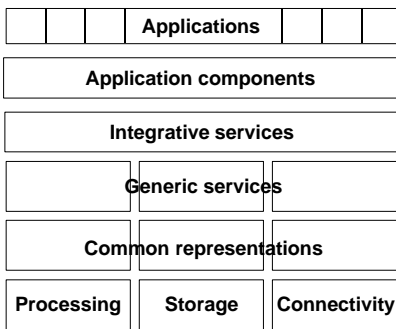 Applications
Application components
Integrative services
Generic services
Common representations
Processing Storage Connectivity